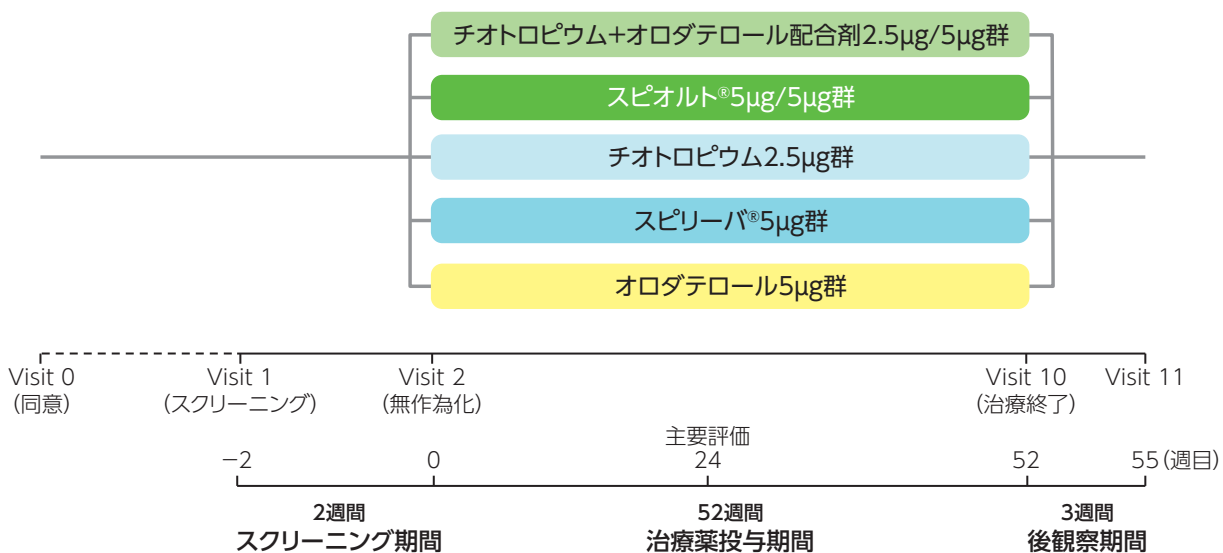 チオトロピウム+オロダテロール配合剤2.5μg/5μg群
スピオルト®5μg/5μg群
チオトロピウム2.5μg群
スピリーバ®5μg群
オロダテロール5μg群
Visit 0 Visit 1 Visit 2 Visit 10 Visit 11
(同意) (スクリーニング) (無作為化) (治療終了)
主要評価
−2 0 24 52 55(週目)
2週間 52週間 3週間
スクリーニング期間 治療薬投与期間 後観察期間